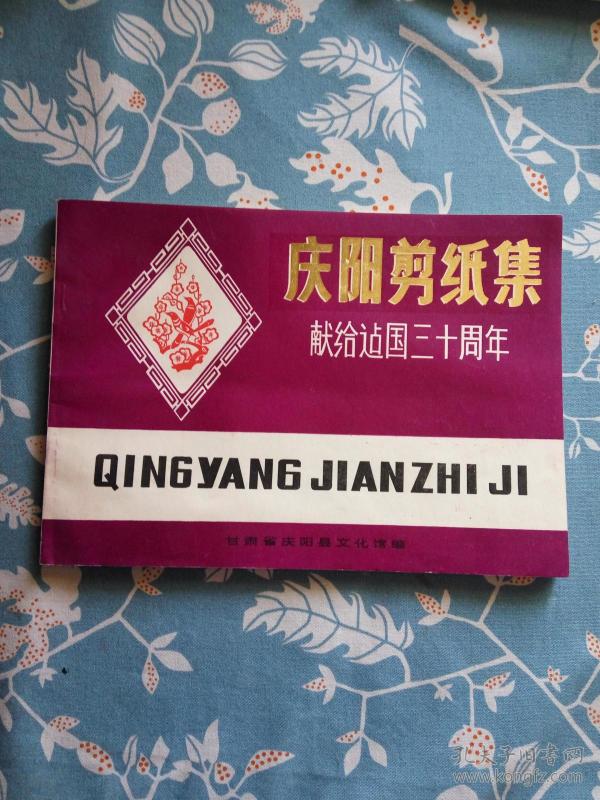 庆阳剪纸集
献给迠国三十周年
QINGYANG JIANZHI JI
甘肃省庆阳县文化馆编
孔夫子旧书网
www.kongfz.com